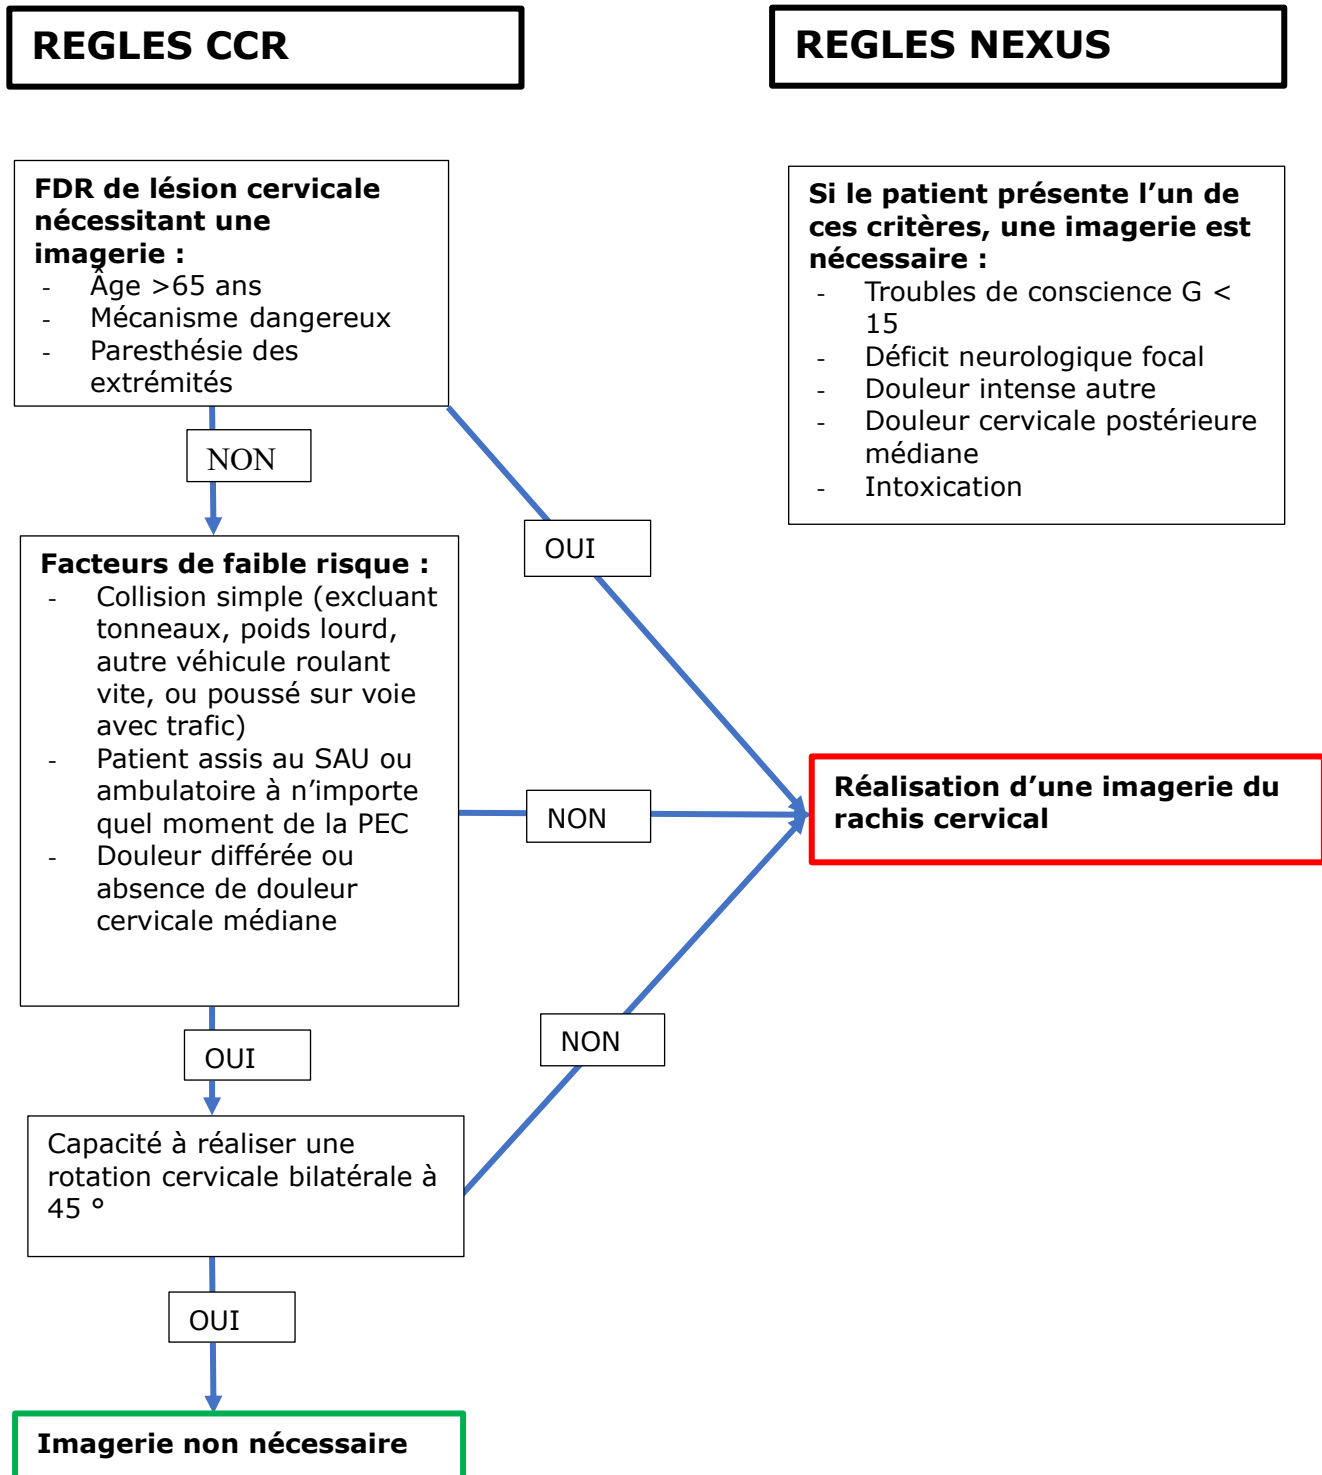 REGLES CCR
REGLES NEXUS
FDR de lésion cervicale
nécessitant une
imagerie :
- Âge >65 ans
- Mécanisme dangereux
- Paresthésie des
extrémités
Si le patient présente l’un de
ces critères, une imagerie est
nécessaire :
- Troubles de conscience G <
15
- Déficit neurologique focal
- Douleur intense autre
- Douleur cervicale postérieure
médiane
- Intoxication
NON
OUI
Facteurs de faible risque :
- Collision simple (excluant
tonneaux, poids lourd,
autre véhicule roulant
vite, ou poussé sur voie
avec trafic)
- Patient assis au SAU ou
ambulatoire à n’importe
quel moment de la PEC
- Douleur différée ou
absence de douleur
cervicale médiane
NON
Réalisation d’une imagerie du
rachis cervical
OUI
NON
Capacité à réaliser une
rotation cervicale bilatérale à
45 °
OUI
Imagerie non nécessaire